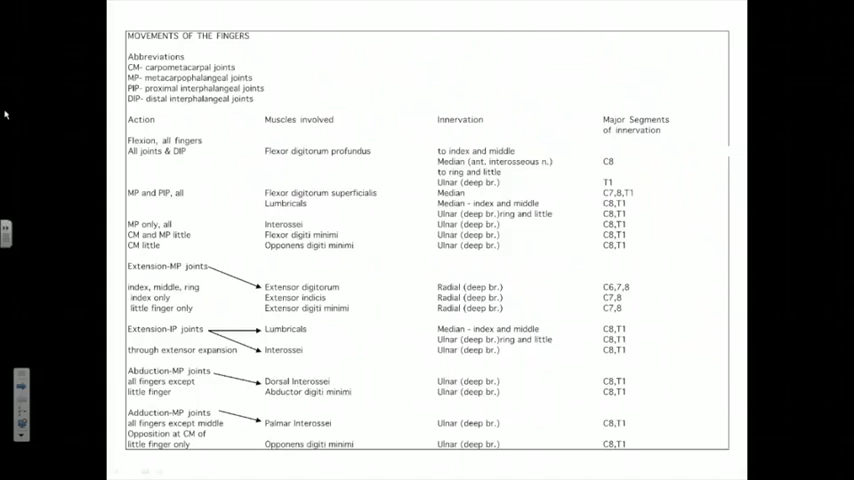 MOVEMENTS OF THE FINGERS
Abbreviations
CM- carpometacarpal joints
MP- metacarpophalangeal joints
PIP- proximal interphalangeal joints
DIP- distal interphalangeal joints
Action Muscles involved Innervation Major Segments
of innervation
Flexion, all fingers
All joints & DIP Flexor digitorum profundus to index and middle
Median (ant. interosseous n.) C8
to ring and little
Ulnar (deep br.) T1
MP and PIP, all Flexor digitorum superficialis Median C7,8,T1
Lumbricals Median - index and middle C8,T1
Ulnar (deep br.)ring and little C8,T1
MP only, all Interossei Ulnar (deep br.) C8,T1
CM and MP little Flexor digiti minimi Ulnar (deep br.) C8,T1
CM little Opponens digiti minimi Ulnar (deep br.) C8,T1
Extension-MP joints
index, middle, ring Extensor digitorum Radial (deep br.) C6,7,8
index only Extensor indicis Radial (deep br.) C7,8
little finger only Extensor digiti minimi Radial (deep br.) C7,8
Extension-IP joints Lumbricals Median - index and middle C8,T1
Ulnar (deep br.)ring and little C8,T1
through extensor expansion Interossei Ulnar (deep br.) C8,T1
Abduction-MP joints
all fingers except Dorsal Interossei Ulnar (deep br.) C8,T1
little finger Abductor digiti minimi Ulnar (deep br.) C8,T1
Adduction-MP joints
all fingers except middle Palmar Interossei Ulnar (deep br.) C8,T1
Opposition at CM of
little finger only Opponens digiti minimi Ulnar (deep br.) C8,T1